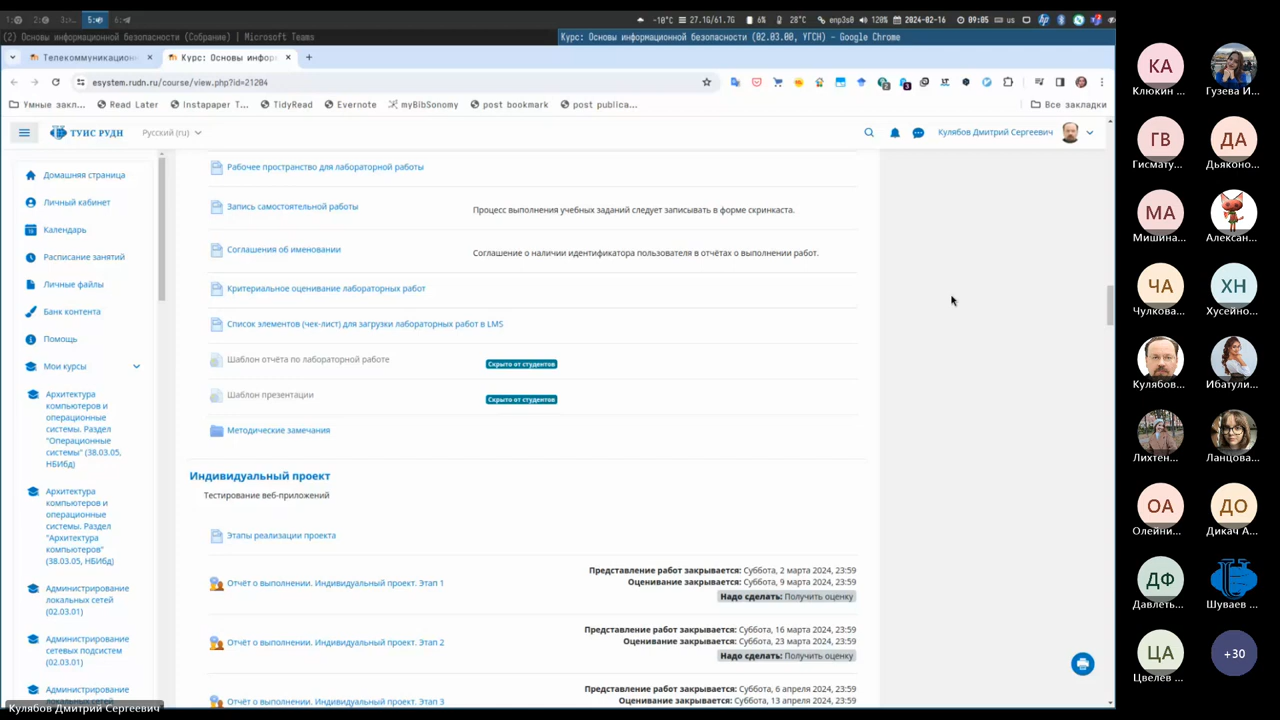 1:
2:
3:
5:
6:
-10°C
27.1G/61.7G
6%
28°C
enp3s0
120%
2024-02-16
09:05
us
(2) Основы информационной безопасности (Собрание) | Microsoft Teams
Курс: Основы информационной безопасности (02.03.00, УГСН) - Google Chrome
Телекоммуникацион
Курс: Основы инфор
esystem.rudn.ru/course/view.php?id=21204
Умные закл...
Read Later
Instapaper T...
TidyRead
Evernote
myBibSonomy
post bookmark
post publica...
Все закладки
ТУИС РУДН
Русский (ru)
Кулябов Дмитрий Сергеевич
Домашняя страница
Личный кабинет
Календарь
Расписание занятий
Личные файлы
Банк контента
Помощь
Мои курсы
Архитектура
компьютеров и
операционные
системы. Раздел
"Операционные
системы" (38.03.05,
НБИбд)
Архитектура
компьютеров и
операционные
системы. Раздел
"Архитектура
компьютеров"
(38.03.05, НБИбд)
Администрирование
локальных сетей
(02.03.01)
Администрирование
сетевых подсистем
(02.03.01)
Администрирование
Рабочее пространство для лабораторной работы
Запись самостоятельной работы
Процесс выполнения учебных заданий следует записывать в форме скринкаста.
Соглашения об именовании
Соглашение о наличии идентификатора пользователя в отчётах о выполнении работ.
Критериальное оценивание лабораторных работ
Список элементов (чек-лист) для загрузки лабораторных работ в LMS
Шаблон отчёта по лабораторной работе
Скрыто от студентов
Шаблон презентации
Скрыто от студентов
Методические замечания
Индивидуальный проект
Тестирование веб-приложений
Этапы реализации проекта
Отчёт о выполнении. Индивидуальный проект. Этап 1
Представление работ закрывается: Суббота, 2 марта 2024, 23:59
Оценивание закрывается: Суббота, 9 марта 2024, 23:59
Надо сделать: Получить оценку
Отчёт о выполнении. Индивидуальный проект. Этап 2
Представление работ закрывается: Суббота, 16 марта 2024, 23:59
Оценивание закрывается: Суббота, 23 марта 2024, 23:59
Надо сделать: Получить оценку
Отчёт о выполнении. Индивидуальный проект. Этап 3
Представление работ закрывается: Суббота, 6 апреля 2024, 23:59
Оценивание закрывается: Суббота, 13 апреля 2024, 23:59
Кулябов Дмитрий Сергеевич
КА
Клюкин ...
Гузева И...
ГВ
Гисмату...
ДА
Дьяконо...
МА
Мишина...
Алексан...
ЧА
Чулкова...
ХН
Хусейно...
Кулябов...
Ибатули...
Лихтен...
Ланцова...
ОА
Олейни...
ДО
Дикач А...
ДФ
Давлеть...
Шуваев ...
ЦА
Цвелев ...
+30